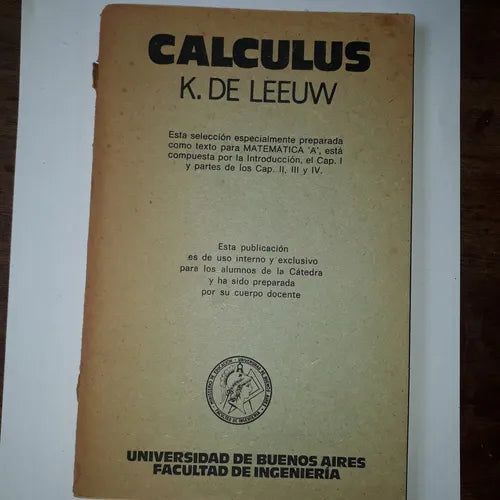 CALCULUS
K. DE LEEUW
Esta selección especialmente preparada
como texto para MATEMATICA 'A', está
compuesta por la Introducción, el Cap. I
y partes de los Cap. II, III y IV.
Esta publicación
es de uso interno y exclusivo
para los alumnos de la Cátedra
y ha sido preparada
por su cuerpo docente
UNIVERSIDAD DE BUENOS AIRES
FACULTAD DE INGENIERÍA